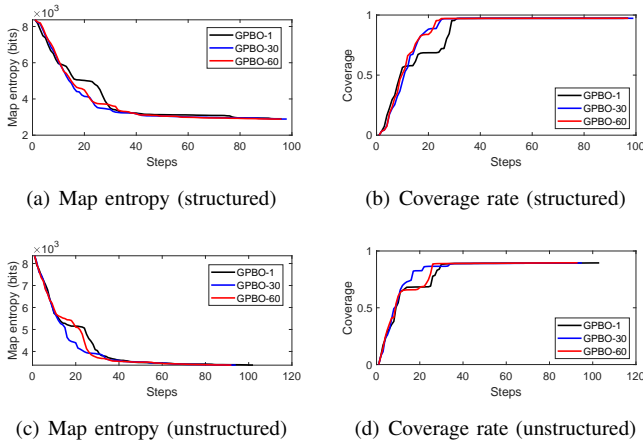 × 10³
8
6
4
2
Map entropy (bits)
0 20 40 60 80 100
Steps
GPBO-1
GPBO-30
GPBO-60
1
0.5
0
Coverage
0 20 40 60 80 100
Steps
GPBO-1
GPBO-30
GPBO-60
(a) Map entropy (structured)
(b) Coverage rate (structured)
× 10³
8
7
6
5
4
Map entropy (bits)
0 20 40 60 80 100 120
Steps
GPBO-1
GPBO-30
GPBO-60
1
0.5
0
Coverage
0 20 40 60 80 100 120
Steps
GPBO-1
GPBO-30
GPBO-60
(c) Map entropy (unstructured)
(d) Coverage rate (unstructured)